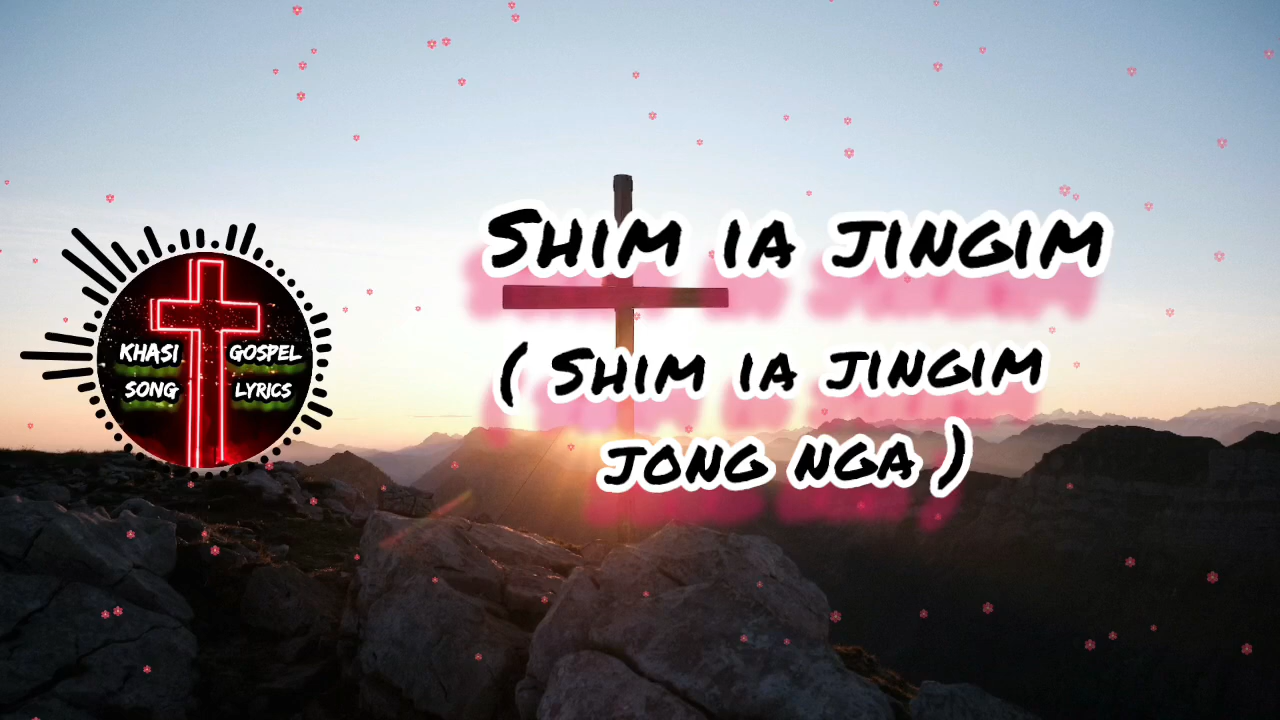 KHASI GOSPEL
SONG LYRICS
Shim ia jingim
( Shim ia jingim
jong nga )